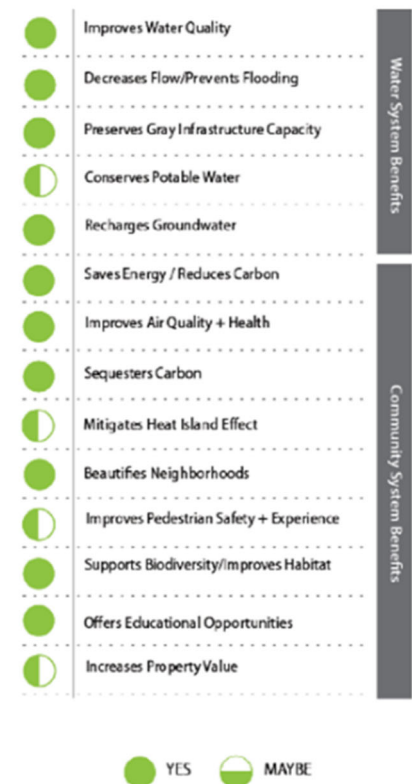 Improves Water Quality
Decreases Flow/Prevents Flooding
Preserves Gray Infrastructure Capacity
Conserves Potable Water
Recharges Groundwater
Water System Benefits
Saves Energy / Reduces Carbon
Improves Air Quality + Health
Sequesters Carbon
Mitigates Heat Island Effect
Beautifies Neighborhoods
Improves Pedestrian Safety + Experience
Supports Biodiversity/Improves Habitat
Offers Educational Opportunities
Increases Property Value
Community System Benefits
YES
MAYBE